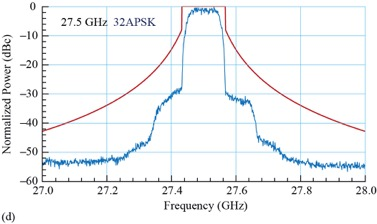 0
27.5 GHz 32APSK
−10
−20
−30
−40
−50
−60
Normalized Power (dBc)
27.0 27.2 27.4 27.6 27.8 28.0
Frequency (GHz)
(d)